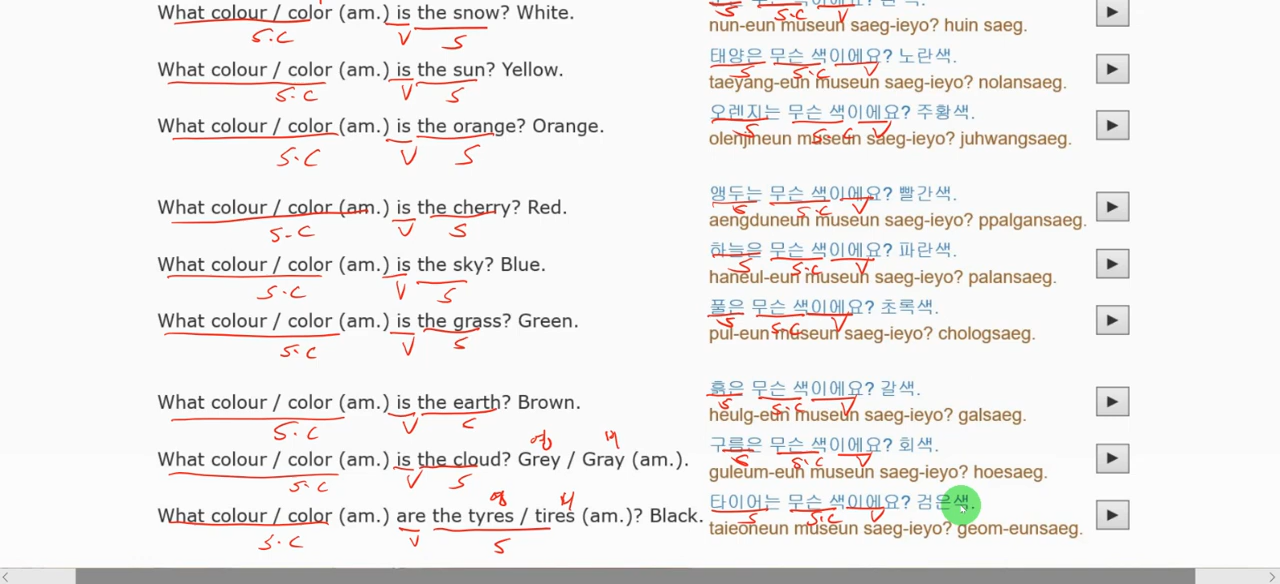 What colour / color (am.) is the snow? White.
nun-eun museun saeg-ieyo? huin saeg.
What colour / color (am.) is the sun? Yellow.
태양은 무슨 색이에요? 노란색.
taeyang-eun museun saeg-ieyo? nolansaeg.
What colour / color (am.) is the orange? Orange.
오렌지는 무슨 색이에요? 주황색.
olenjineun museun saeg-ieyo? juhwangsaeg.
What colour / color (am.) is the cherry? Red.
앵두는 무슨 색이에요? 빨간색.
aengduneun museun saeg-ieyo? ppalgansaeg.
What colour / color (am.) is the sky? Blue.
하늘은 무슨 색이에요? 파란색.
haneul-eun museun saeg-ieyo? palansaeg.
What colour / color (am.) is the grass? Green.
풀은 무슨 색이에요? 초록색.
pul-eun museun saeg-ieyo? chologsaeg.
What colour / color (am.) is the earth? Brown.
흙은 무슨 색이에요? 갈색.
heulg-eun museun saeg-ieyo? galsaeg.
What colour / color (am.) is the cloud? Grey / Gray (am.).
구름은 무슨 색이에요? 회색.
guleum-eun museun saeg-ieyo? hoesaeg.
What colour / color (am.) are the tyres / tires (am.)? Black.
타이어는 무슨 색이에요? 검은색.
taieoneun museun saeg-ieyo? geom-eunsaeg.